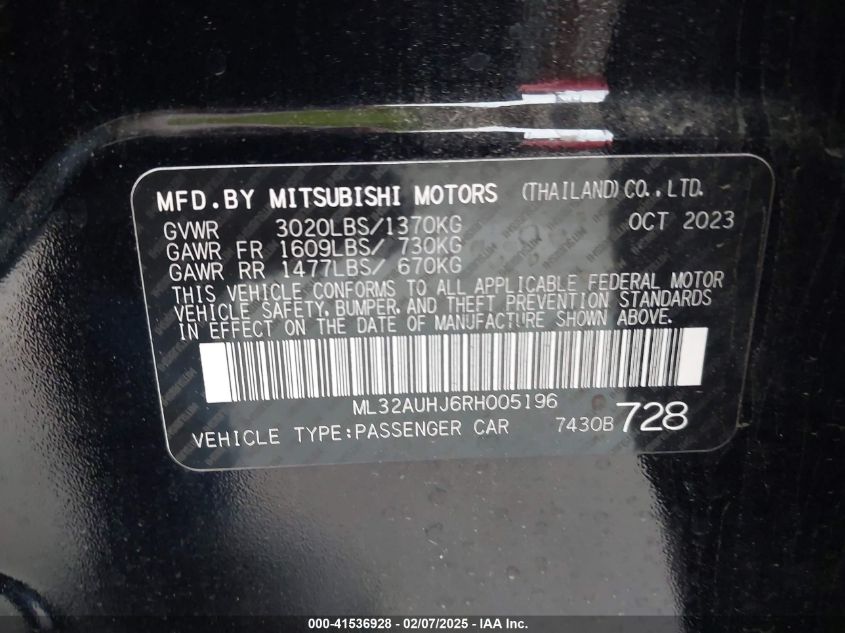 MFD.BY MITSUBISHI MOTORS (THAILAND) CO., LTD.
GVWR 3020LBS/1370KG OCT 2023
GAWR FR 1609LBS/ 730KG
GAWR RR 1477LBS/ 670KG
THIS VEHICLE CONFORMS TO ALL APPLICABLE FEDERAL MOTOR
VEHICLE SAFETY, BUMPER, AND THEFT PREVENTION STANDARDS
IN EFFECT ON THE DATE OF MANUFACTURE SHOWN ABOVE.
ML32AUHJ6RH005196
VEHICLE TYPE:PASSENGER CAR 7430B 728
000-41536928 - 02/07/2025 - IAA Inc.